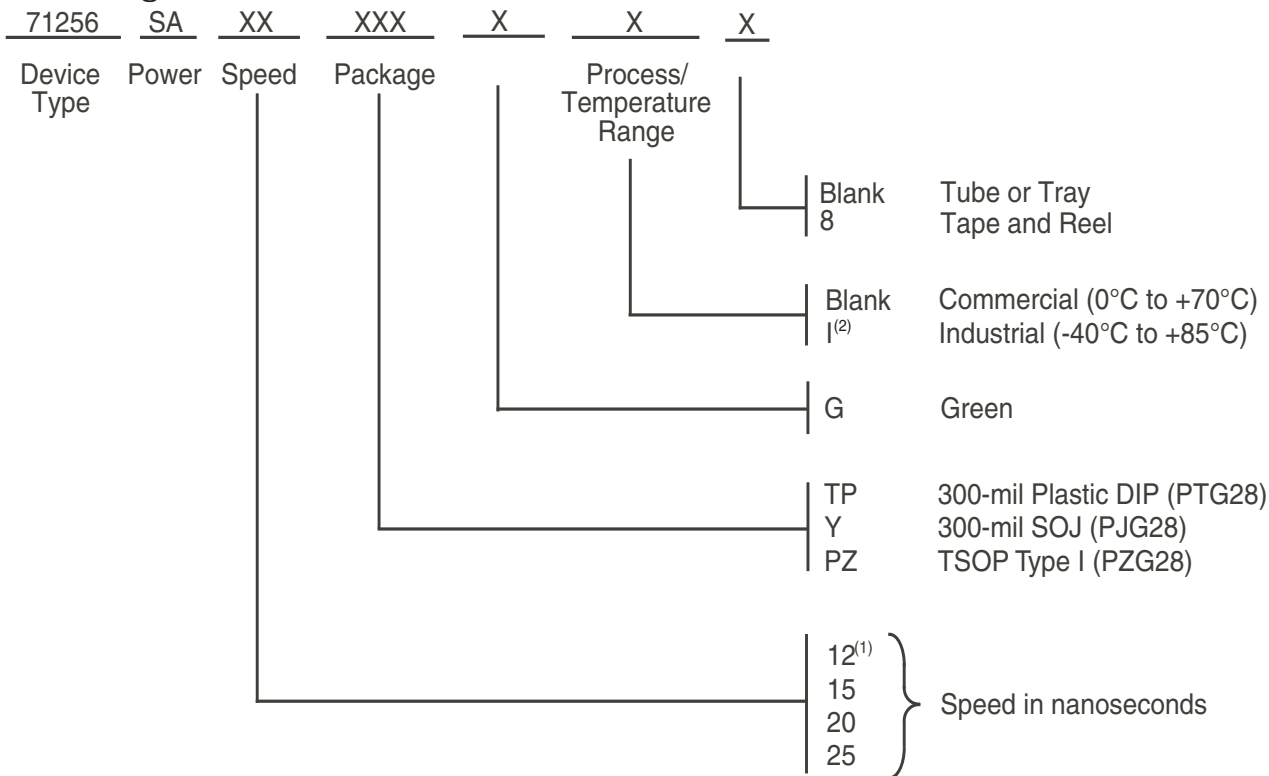 71256 SA XX XXX X X X
Device Type Power Speed Package Process/ Temperature Range
Blank Tube or Tray
8 Tape and Reel
Blank Commercial (0°C to +70°C)
I(2) Industrial (-40°C to +85°C)
G Green
TP 300-mil Plastic DIP (PTG28)
Y 300-mil SOJ (PJG28)
PZ TSOP Type I (PZG28)
12(1)
15
Speed in nanoseconds
20
25